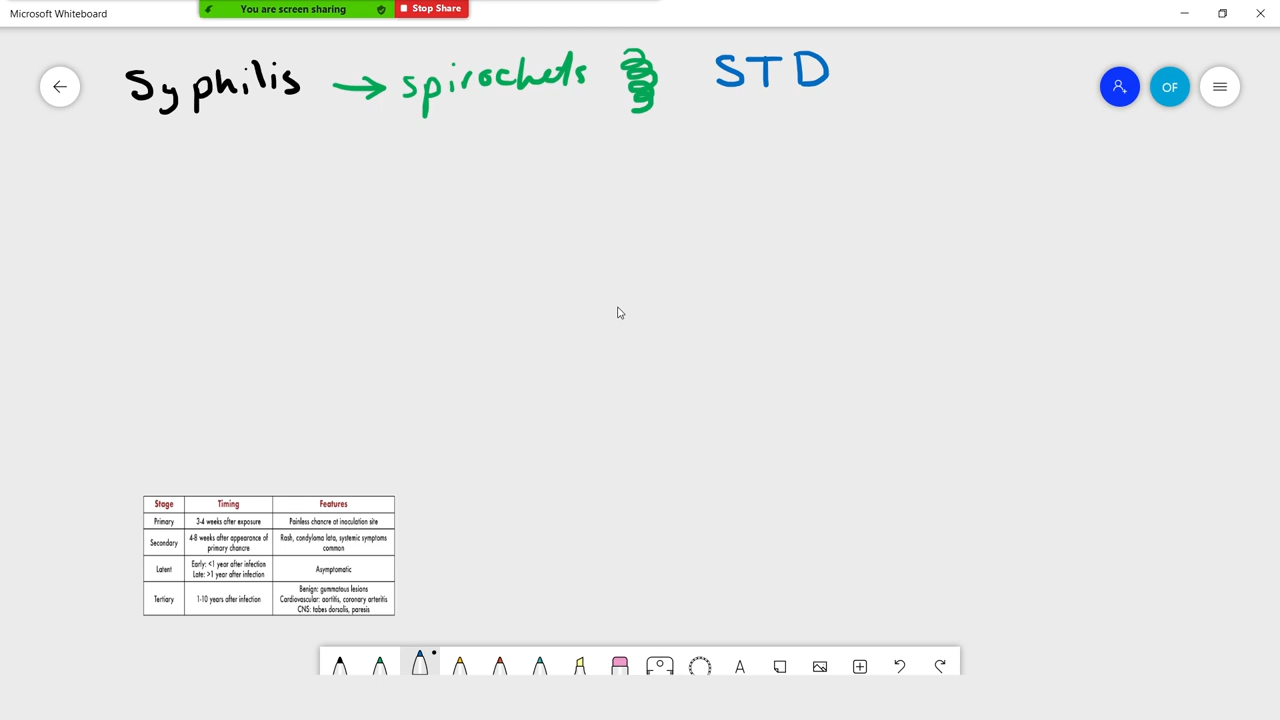 Microsoft Whiteboard
You are screen sharing
Stop Share
Syphilis → spirochets STD
OF
Stage Timing Features
Primary 3-4 weeks after exposure Painless chancre at inoculation site
Secondary 4-8 weeks after appearance of primary chancre Rash, condyloma lata, systemic symptoms common
Latent Early: <1 year after infection Late: >1 year after infection Asymptomatic
Tertiary 1-10 years after infection Benign: gummatous lesions Cardiovascular: aortitis, coronary arteritis CNS: tabes dorsalis, paresis
A